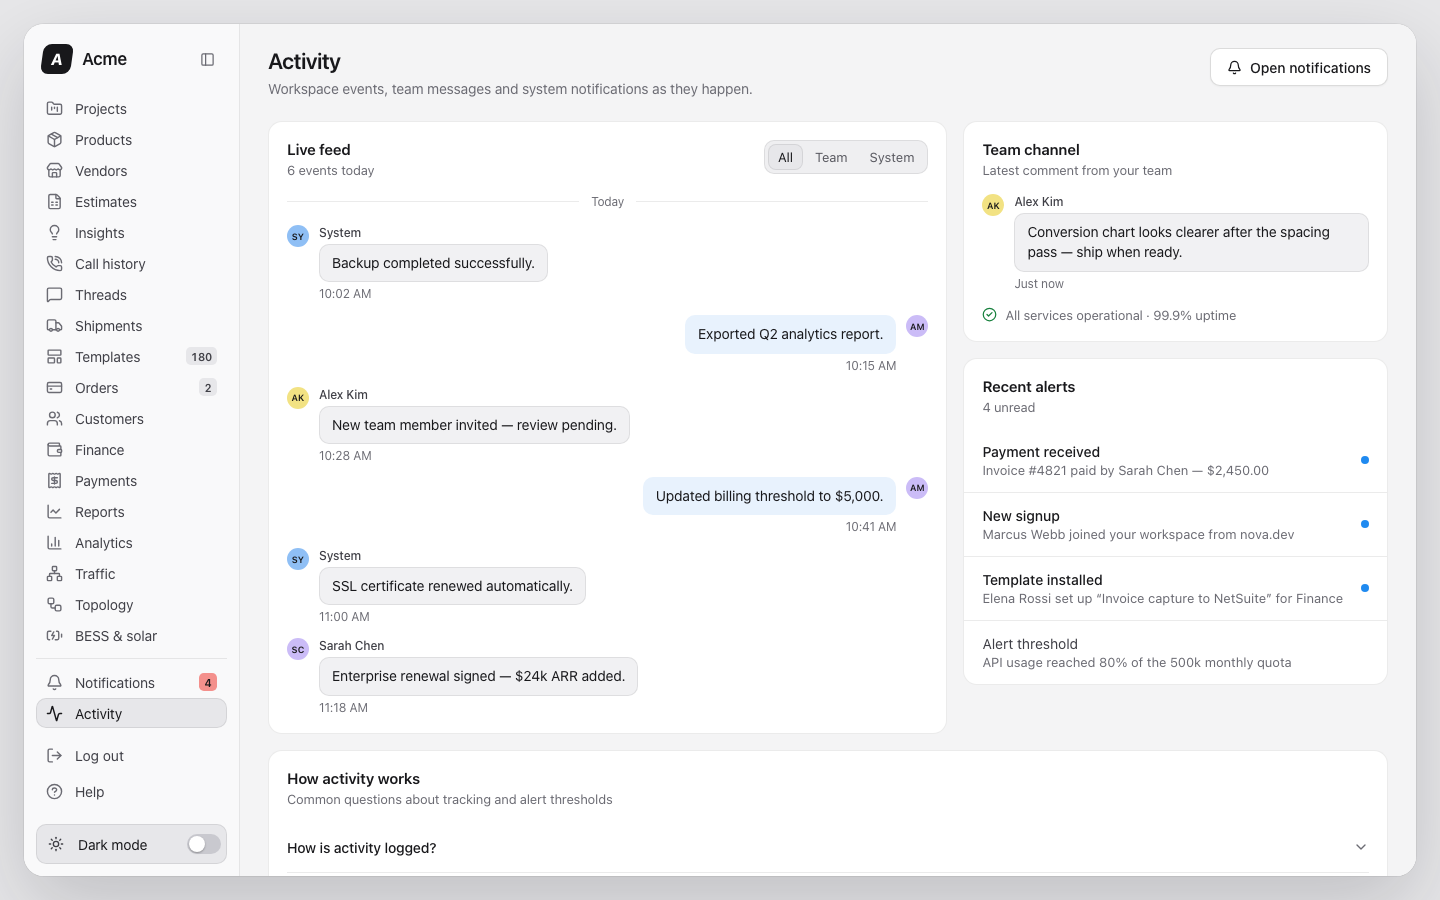 A Acme
Projects
Products
Vendors
Estimates
Insights
Call history
Threads
Shipments
Templates 180
Orders 2
Customers
Finance
Payments
Reports
Analytics
Traffic
Topology
BESS & solar
Notifications 4
Activity
Log out
Help
Dark mode
Activity
Workspace events, team messages and system notifications as they happen.
Open notifications
Live feed
6 events today
All Team System
Today
SY System
Backup completed successfully.
10:02 AM
Exported Q2 analytics report. AM
10:15 AM
AK Alex Kim
New team member invited — review pending.
10:28 AM
Updated billing threshold to $5,000. AM
10:41 AM
SY System
SSL certificate renewed automatically.
11:00 AM
SC Sarah Chen
Enterprise renewal signed — $24k ARR added.
11:18 AM
Team channel
Latest comment from your team
AK Alex Kim
Conversion chart looks clearer after the spacing
pass — ship when ready.
Just now
All services operational · 99.9% uptime
Recent alerts
4 unread
Payment received
Invoice #4821 paid by Sarah Chen — $2,450.00
New signup
Marcus Webb joined your workspace from nova.dev
Template installed
Elena Rossi set up “Invoice capture to NetSuite” for Finance
Alert threshold
API usage reached 80% of the 500k monthly quota
How activity works
Common questions about tracking and alert thresholds
How is activity logged?